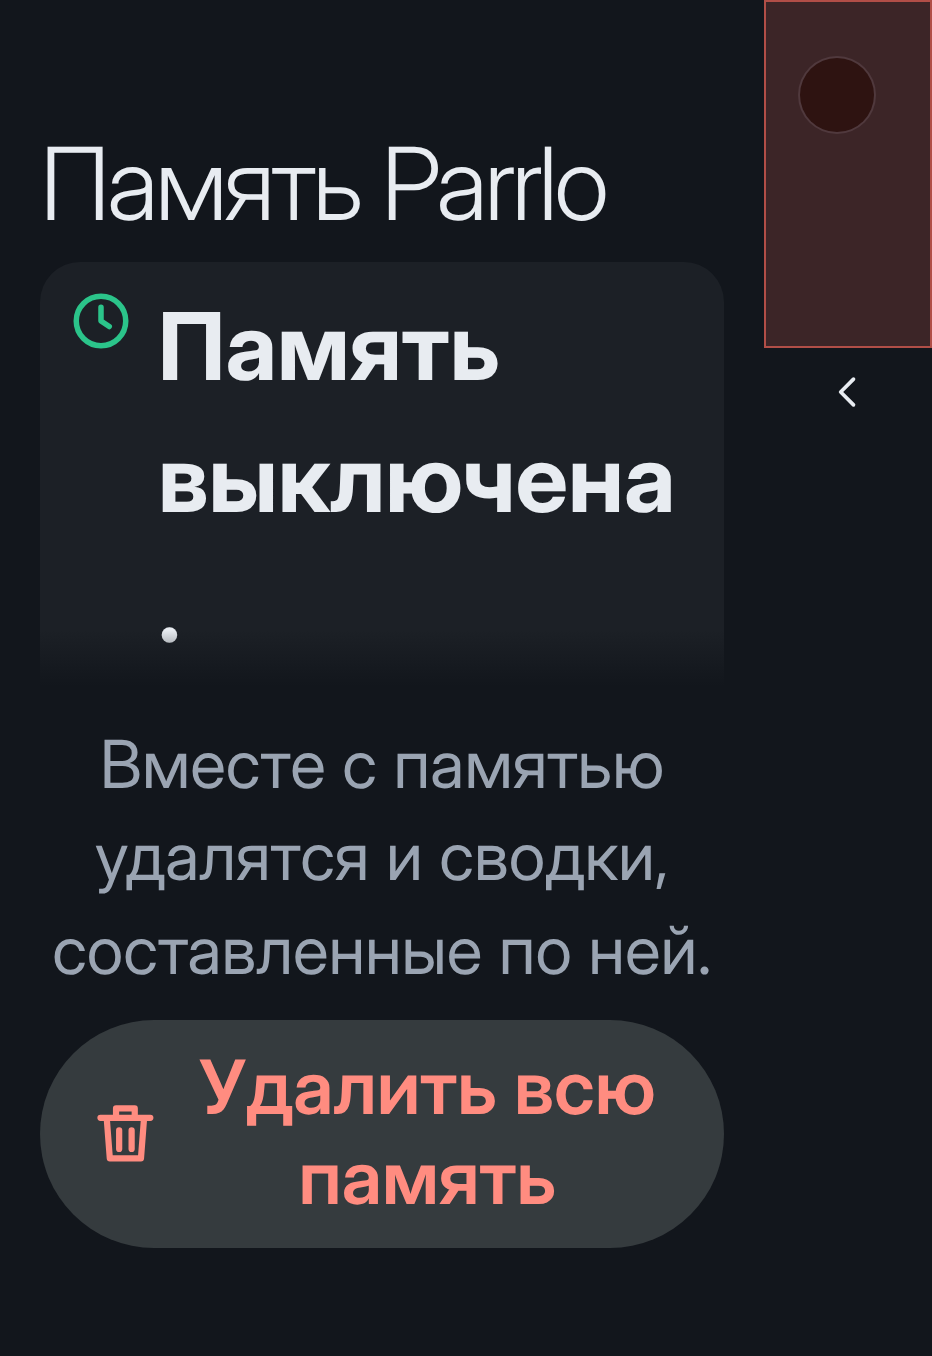 Память Parrlo
Память
выключена
.
Вместе с памятью
удалятся и сводки,
составленные по ней.
Удалить всю
память